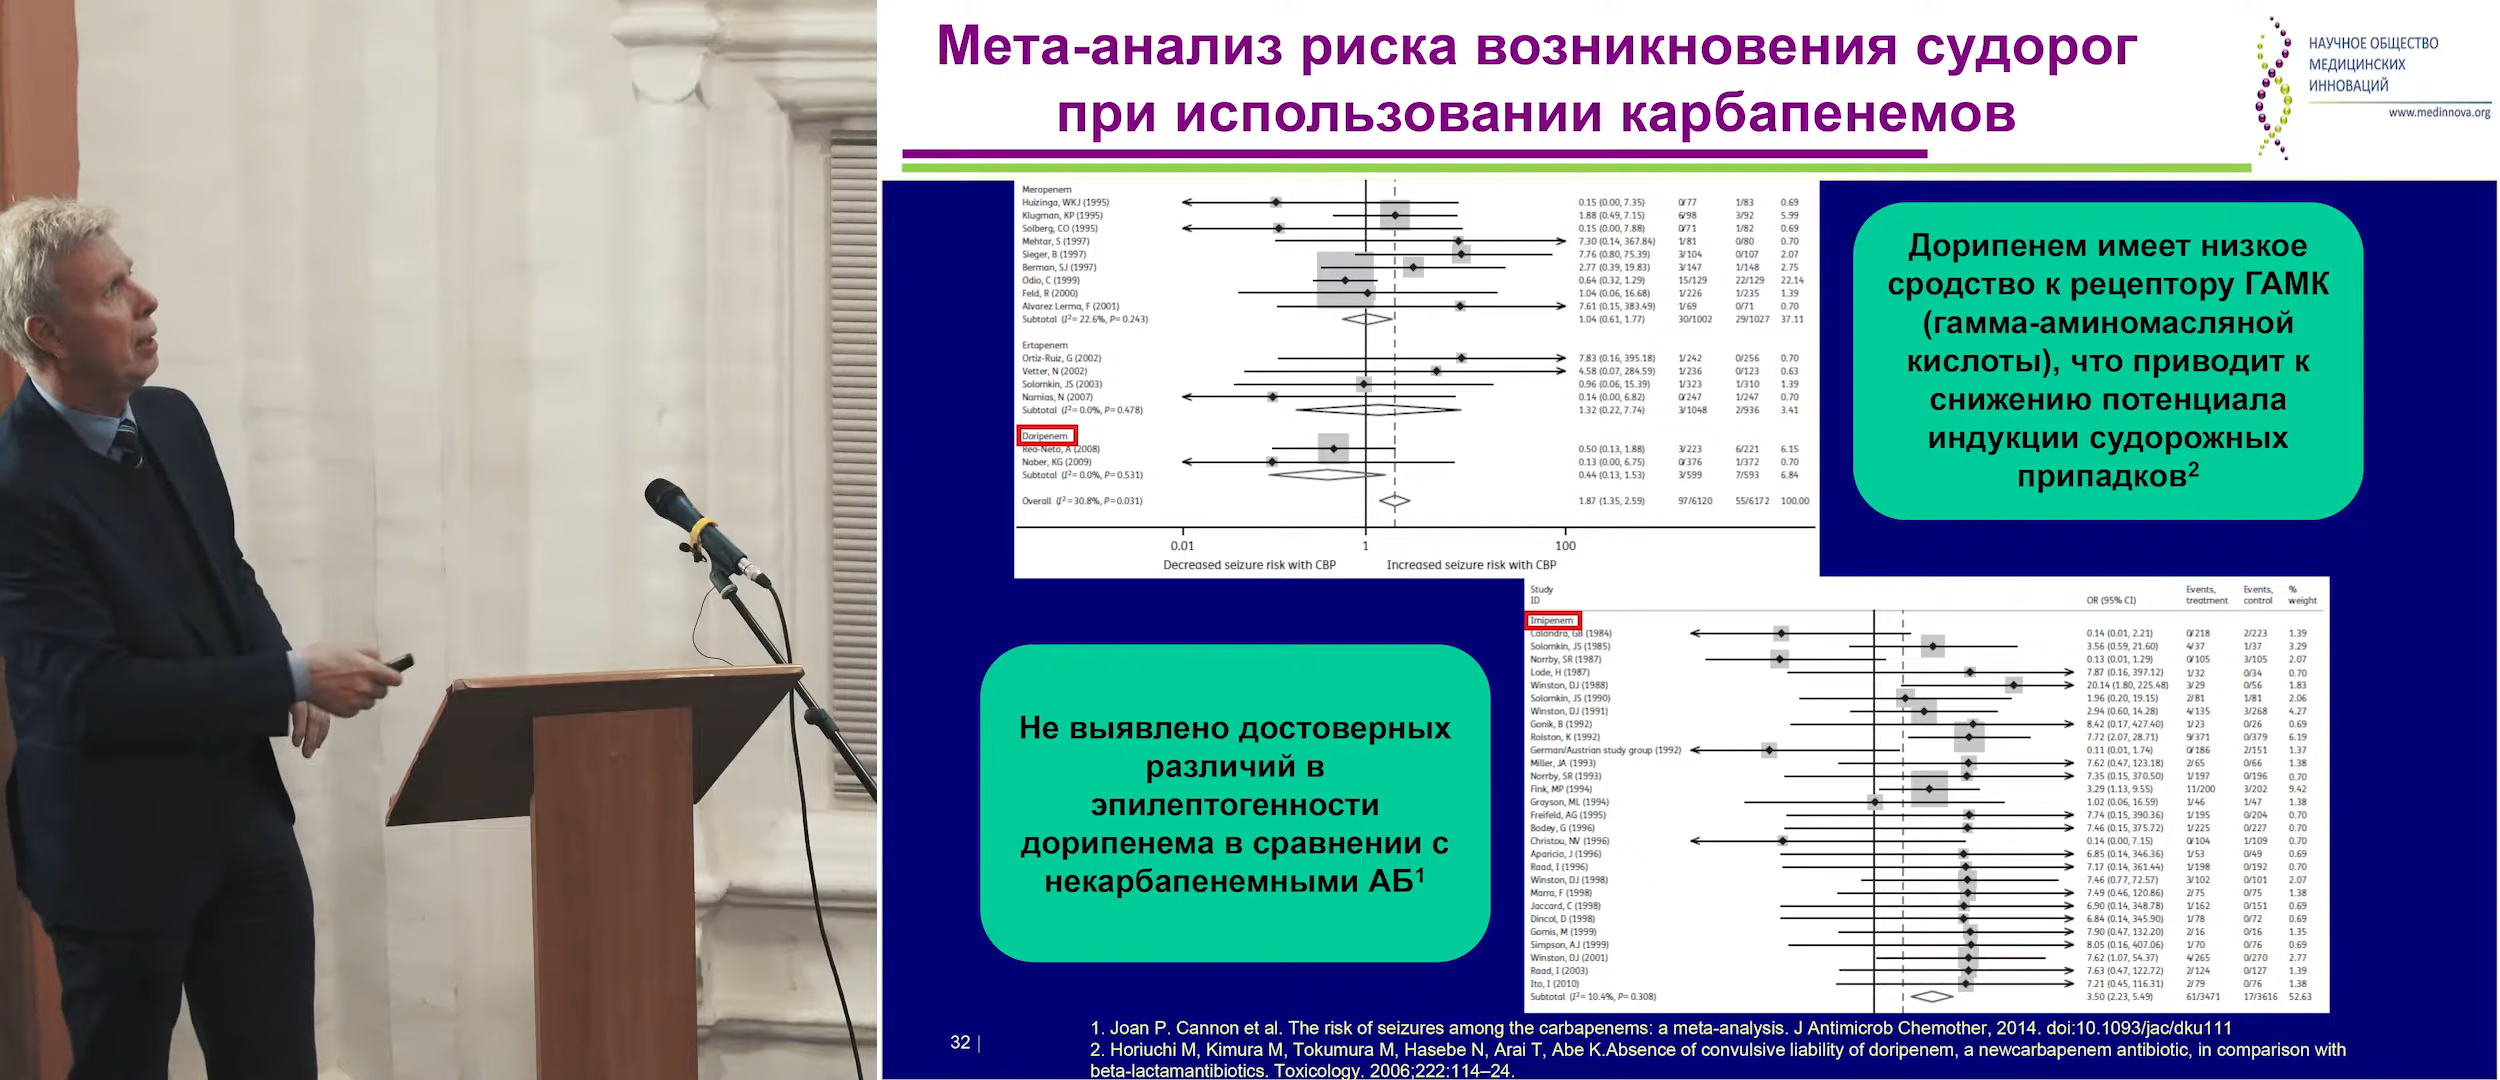 Мета-анализ риска возникновения судорог
при использовании карбапенемов
НАУЧНОЕ ОБЩЕСТВО
МЕДИЦИНСКИХ
ИННОВАЦИЙ
www.medinnova.org
Meropenem
Huizinga, WKJ (1995) 0.15 (0.00, 7.35) 0/77 1/83 0.69
Klugman, KP (1995) 1.88 (0.49, 7.15) 6/98 3/92 5.99
Solberg, CO (1995) 0.15 (0.00, 7.88) 0/71 1/82 0.69
Mehtar, S (1997) 7.30 (0.14, 367.84) 1/81 0/80 0.70
Sieger, B (1997) 7.76 (0.80, 75.39) 3/104 0/107 2.07
Berman, SJ (1997) 2.77 (0.39, 19.83) 3/147 1/148 2.75
Odio, C (1999) 0.64 (0.32, 1.29) 15/129 22/129 22.14
Feld, R (2000) 1.04 (0.06, 16.68) 1/226 1/235 1.39
Alvarez Lerma, F (2001) 7.61 (0.15, 383.49) 1/69 0/71 0.70
Subtotal (I²= 22.6%, P= 0.243) 1.04 (0.61, 1.77) 30/1002 29/1027 37.11
Ertapenem
Ortiz-Ruiz, G (2002) 7.83 (0.16, 395.18) 1/242 0/256 0.70
Vetter, N (2002) 4.58 (0.07, 284.59) 1/236 0/123 0.63
Solomkin, JS (2003) 0.96 (0.06, 15.39) 1/323 1/310 1.39
Namias, N (2007) 0.14 (0.00, 6.82) 0/247 1/247 0.70
Subtotal (I²= 0.0%, P= 0.478) 1.32 (0.22, 7.74) 3/1048 2/936 3.41
Doripenem
Rea-Neto, A (2008) 0.50 (0.13, 1.88) 3/223 6/221 6.15
Naber, KG (2009) 0.13 (0.00, 6.75) 0/376 1/372 0.70
Subtotal (I²= 0.0%, P= 0.531) 0.44 (0.13, 1.53) 3/599 7/593 6.84
Overall (I²= 30.8%, P= 0.031) 1.87 (1.35, 2.59) 97/6120 55/6172 100.00
0.01 1 100
Decreased seizure risk with CBP Increased seizure risk with CBP
Дорипенем имеет низкое
сродство к рецептору ГАМК
(гамма-аминомасляной
кислоты), что приводит к
снижению потенциала
индукции судорожных
припадков²
Не выявлено достоверных
различий в
эпилептогенности
дорипенема в сравнении с
некарбапенемными АБ¹
Study Events, Events, %
ID OR (95% CI) treatment control weight
Imipenem
Calandra, GB (1984) 0.14 (0.01, 2.21) 0/218 2/223 1.39
Solomkin, JS (1985) 3.56 (0.59, 21.60) 4/37 1/37 3.29
Norrby, SR (1987) 0.13 (0.01, 1.29) 0/105 3/105 2.07
Lode, H (1987) 7.87 (0.16, 397.12) 1/32 0/34 0.70
Winston, DJ (1988) 20.14 (1.80, 225.48) 3/29 0/56 1.83
Solomkin, JS (1990) 1.96 (0.20, 19.15) 2/81 1/81 2.06
Winston, DJ (1991) 2.94 (0.60, 14.28) 4/135 3/268 4.27
Gonik, B (1992) 8.42 (0.17, 427.40) 1/23 0/26 0.69
Rolston, K (1992) 7.72 (2.07, 28.71) 9/371 0/379 6.19
German/Austrian study group (1992) 0.11 (0.01, 1.74) 0/186 2/151 1.37
Miller, JA (1993) 7.62 (0.47, 123.18) 2/65 0/66 1.38
Norrby, SR (1993) 7.35 (0.15, 370.50) 1/197 0/196 0.70
Fink, MP (1994) 3.29 (1.13, 9.55) 11/200 3/202 9.42
Grayson, ML (1994) 1.02 (0.06, 16.59) 1/46 1/47 1.38
Freifeld, AG (1995) 7.74 (0.15, 390.36) 1/195 0/204 0.70
Bodey, G (1996) 7.46 (0.15, 375.72) 1/225 0/227 0.70
Christou, NV (1996) 0.14 (0.00, 7.15) 0/104 1/109 0.70
Aparicio, J (1996) 6.85 (0.14, 346.36) 1/53 0/49 0.69
Raad, I (1996) 7.17 (0.14, 361.44) 1/198 0/192 0.70
Winston, DJ (1998) 7.46 (0.77, 72.57) 3/102 0/101 2.07
Marra, F (1998) 7.49 (0.46, 120.86) 2/75 0/75 1.38
Jaccard, C (1998) 6.90 (0.14, 348.78) 1/162 0/151 0.69
Dincol, D (1998) 6.84 (0.14, 345.90) 1/78 0/72 0.69
Gomis, M (1999) 7.90 (0.47, 132.20) 2/16 0/16 1.35
Simpson, AJ (1999) 8.05 (0.16, 407.06) 1/70 0/76 0.69
Winston, DJ (2001) 7.62 (1.07, 54.37) 4/265 0/270 2.77
Raad, I (2003) 7.63 (0.47, 122.72) 2/124 0/127 1.39
Ito, I (2010) 7.21 (0.45, 116.31) 2/79 0/76 1.38
Subtotal (I²= 10.4%, P= 0.308) 3.50 (2.23, 5.49) 61/3471 17/3616 52.63
32 |
1. Joan P. Cannon et al. The risk of seizures among the carbapenems: a meta-analysis. J Antimicrob Chemother, 2014. doi:10.1093/jac/dku111
2. Horiuchi M, Kimura M, Tokumura M, Hasebe N, Arai T, Abe K.Absence of convulsive liability of doripenem, a newcarbapenem antibiotic, in comparison with
beta-lactamantibiotics. Toxicology. 2006;222:114–24.